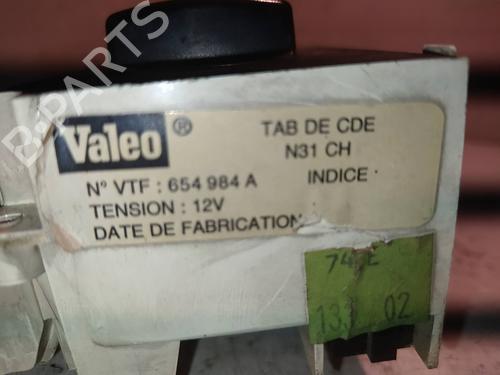 B-PARTS
Valeo ®
TAB DE CDE
N31 CH
N° VTF : 654 984 A
INDICE :
TENSION : 12V
DATE DE FABRICATION
02